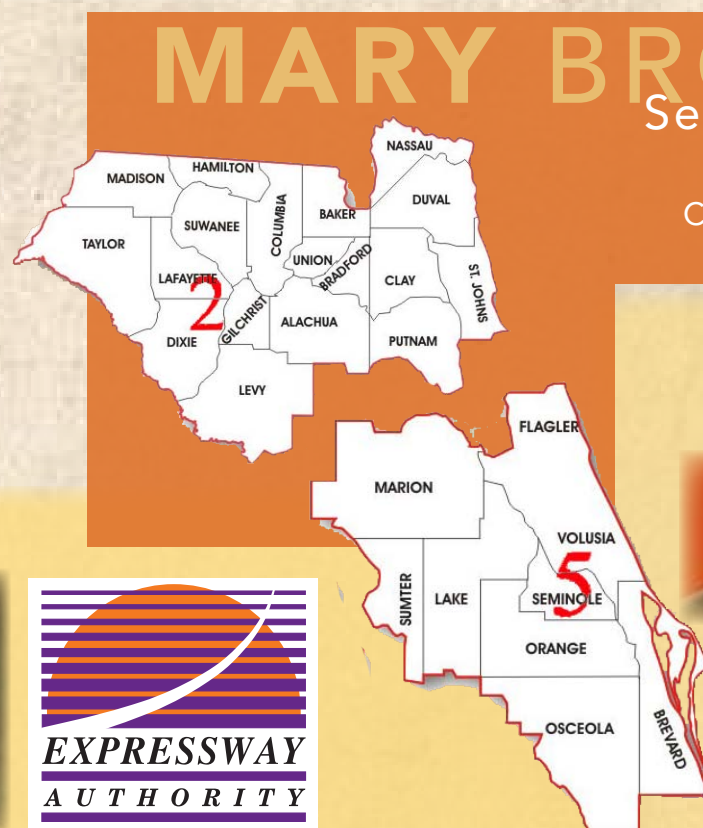 MARY BR
Se
NASSAU
HAMILTON
MADISON
DUVAL
COLUMBIA
BAKER
SUWANEE
TAYLOR
UNION
BRADFORD
LAFAYETTE
CLAY
ST. JOHNS
2
GILCHRIST
ALACHUA
DIXIE
PUTNAM
LEVY
FLAGLER
MARION
VOLUSIA
5
SUMTER
LAKE
SEMINOLE
ORANGE
OSCEOLA
BREVARD
EXPRESSWAY
AUTHORITY